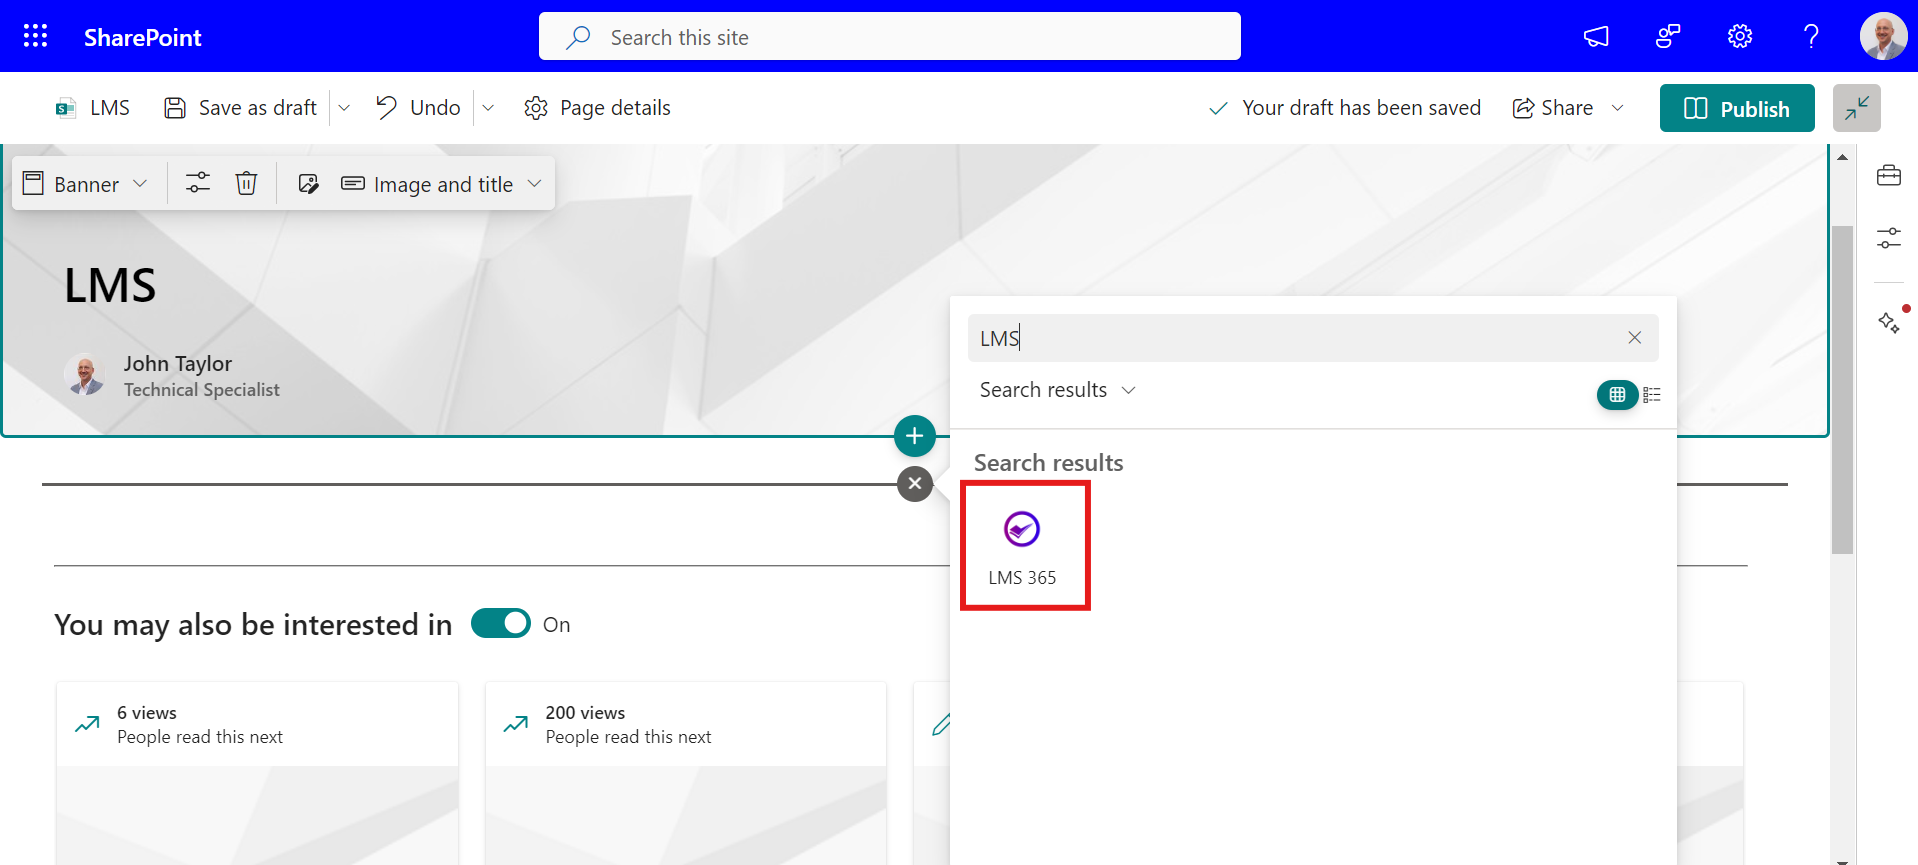 SharePoint
Search this site
LMS
Save as draft
Undo
Page details
Your draft has been saved
Share
Publish
Banner
Image and title
LMS
John Taylor
Technical Specialist
LMS
Search results
Search results
LMS 365
You may also be interested in
On
6 views
People read this next
200 views
People read this next